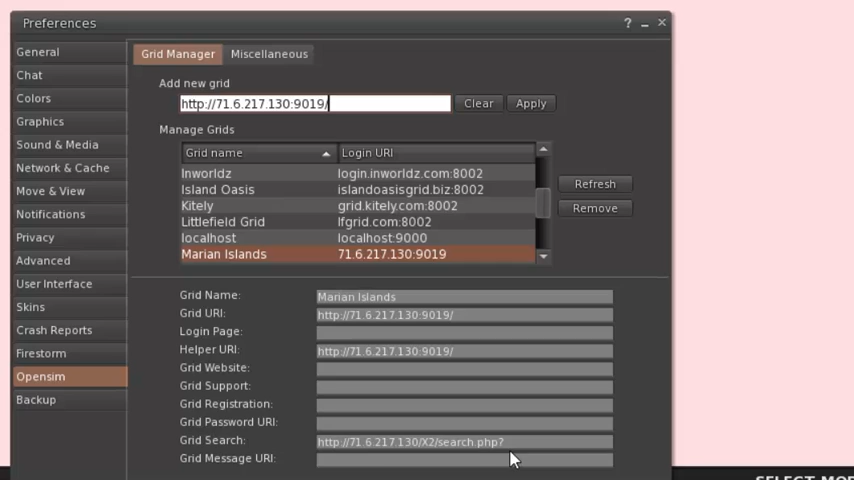 Preferences ? _ ×
General
Chat
Colors
Graphics
Sound & Media
Network & Cache
Move & View
Notifications
Privacy
Advanced
User Interface
Skins
Crash Reports
Firestorm
Opensim
Backup
Grid Manager Miscellaneous
Add new grid
http://71.6.217.130:9019/ Clear Apply
Manage Grids
Grid name Login URI
Inworldz login.inworldz.com:8002
Island Oasis islandoasisgrid.biz:8002
Kitely grid.kitely.com:8002
Littlefield Grid lfgrid.com:8002
localhost localhost:9000
Marian Islands 71.6.217.130:9019
Refresh
Remove
Grid Name: Marian Islands
Grid URI: http://71.6.217.130:9019/
Login Page:
Helper URI: http://71.6.217.130:9019/
Grid Website:
Grid Support:
Grid Registration:
Grid Password URI:
Grid Search: http://71.6.217.130/X2/search.php?
Grid Message URI:
SELECT